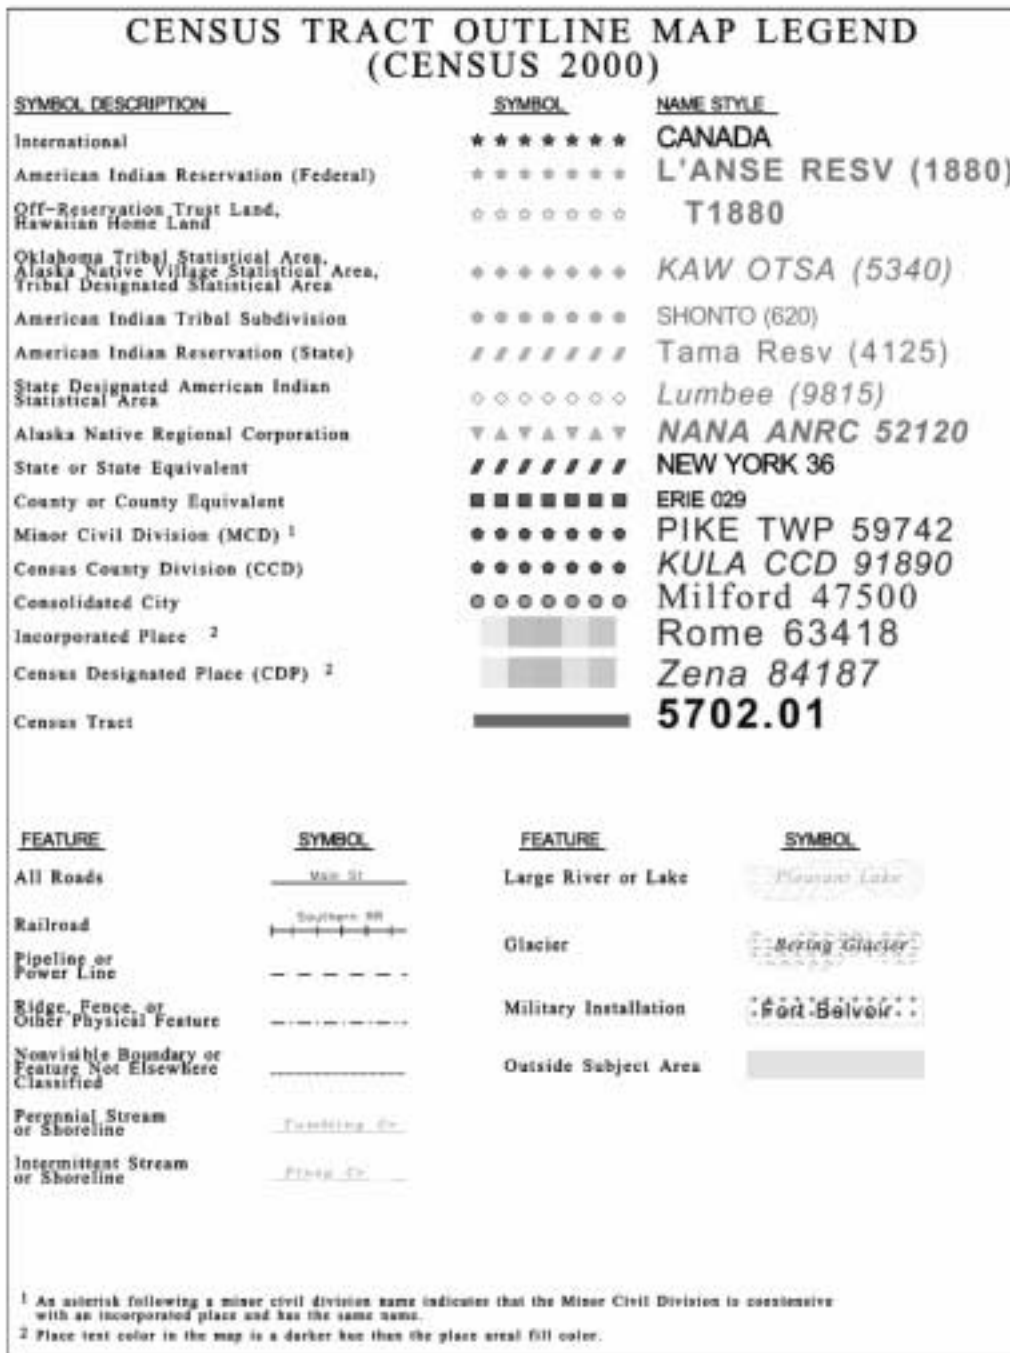 CENSUS TRACT OUTLINE MAP LEGEND
(CENSUS 2000)
SYMBOL DESCRIPTION SYMBOL NAME STYLE
International CANADA
American Indian Reservation (Federal) L'ANSE RESV (1880)
Off-Reservation Trust Land,
Hawaiian Home Land T1880
Oklahoma Tribal Statistical Area,
Alaska Native Village Statistical Area,
Tribal Designated Statistical Area KAW OTSA (5340)
American Indian Tribal Subdivision SHONTO (620)
American Indian Reservation (State) Tama Resv (4125)
State Designated American Indian
Statistical Area Lumbee (9815)
Alaska Native Regional Corporation NANA ANRC 52120
State or State Equivalent NEW YORK 36
County or County Equivalent ERIE 029
Minor Civil Division (MCD) 1 PIKE TWP 59742
Census County Division (CCD) KULA CCD 91890
Consolidated City Milford 47500
Incorporated Place 2 Rome 63418
Census Designated Place (CDP) 2 Zena 84187
Census Tract 5702.01
FEATURE SYMBOL
All Roads Main St
Railroad Southern RR
Pipeline or
Power Line
Ridge, Fence, or
Other Physical Feature
Nonvisible Boundary or
Feature Not Elsewhere
Classified
Perennial Stream
or Shoreline Tumbling Cr
Intermittent Stream
or Shoreline Piney Cr
FEATURE SYMBOL
Large River or Lake Pleasant Lake
Glacier Bering Glacier
Military Installation Fort Belvoir
Outside Subject Area
1 An asterisk following a minor civil division name indicates that the Minor Civil Division is coextensive
with an incorporated place and has the same name.
2 Place text color in the map is a darker hue than the place areal fill color.